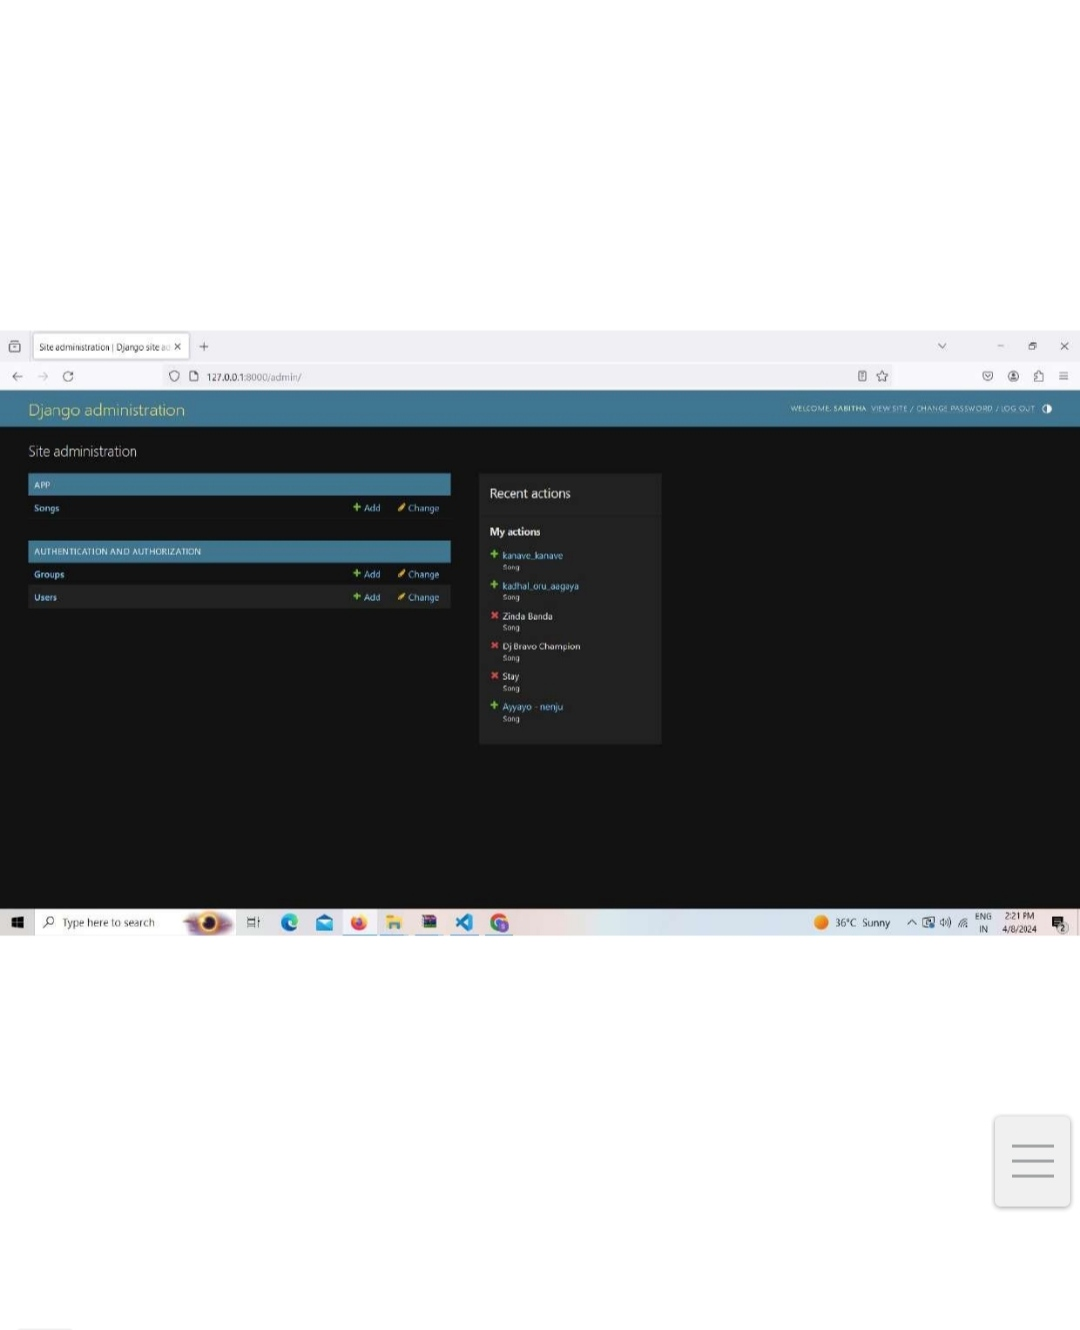 Site administration | Django site ad
127.0.0.1:8000/admin/
Django administration
WELCOME, SABITHA. VIEW SITE / CHANGE PASSWORD / LOG OUT
Site administration
APP
Songs Add Change
AUTHENTICATION AND AUTHORIZATION
Groups Add Change
Users Add Change
Recent actions
My actions
kanave_kanave
Song
kadhal_oru_aagaya
Song
Zinda Banda
Song
Dj Bravo Champion
Song
Stay
Song
Ayyayo - nenju
Song
Type here to search
36°C Sunny
ENG
IN
2:21 PM
4/8/2024
2